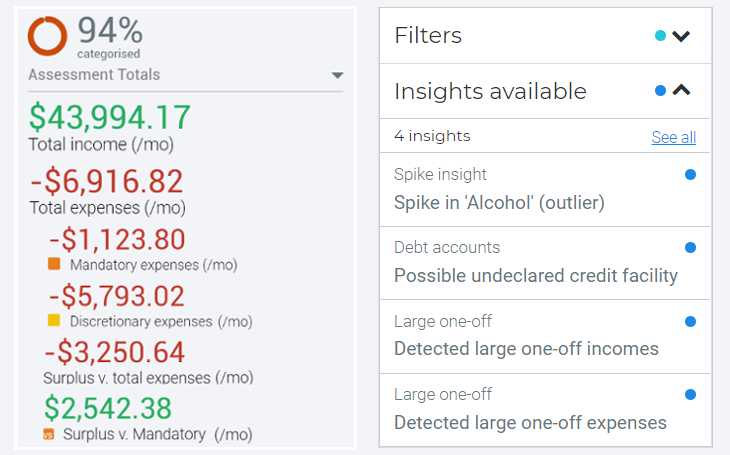 94%
categorised
Assessment Totals
$43,994.17
Total income (/mo)
-$6,916.82
Total expenses (/mo)
-$1,123.80
Mandatory expenses (/mo)
-$5,793.02
Discretionary expenses (/mo)
-$3,250.64
Surplus v. total expenses (/mo)
$2,542.38
VS Surplus v. Mandatory (/mo)
Filters
Insights available
4 insights See all
Spike insight
Spike in 'Alcohol' (outlier)
Debt accounts
Possible undeclared credit facility
Large one-off
Detected large one-off incomes
Large one-off
Detected large one-off expenses